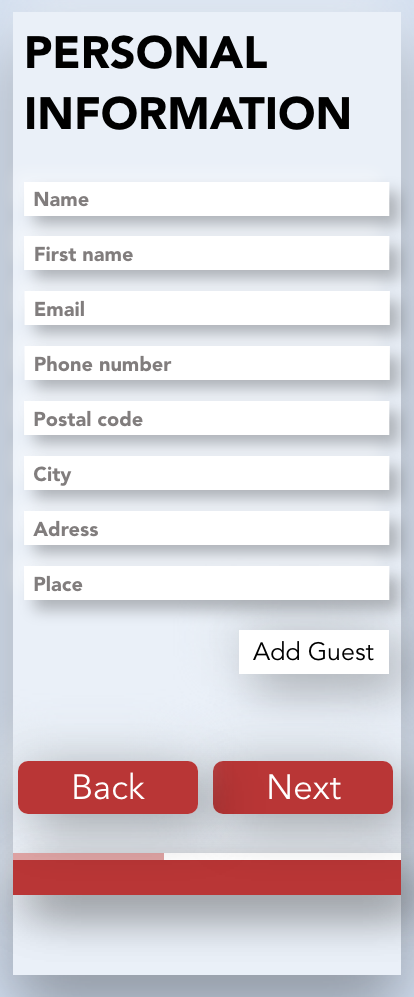 PERSONAL
INFORMATION
Name
First name
Email
Phone number
Postal code
City
Adress
Place
Add Guest
Back
Next